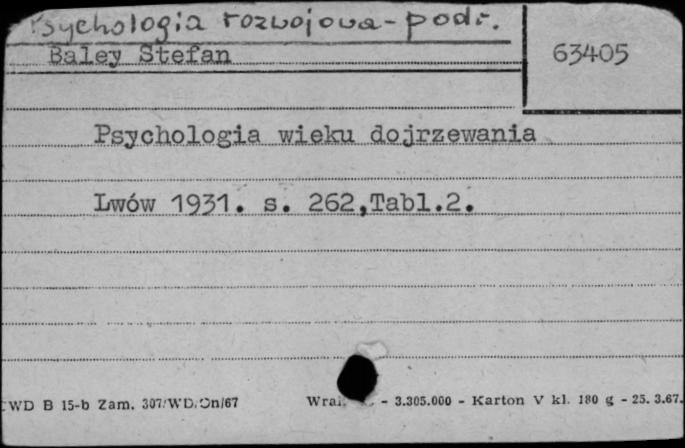 Psychologia rozwojowa - podr.
Baley Stefan
63405
Psychologia wieku dojrzewania
Lwów 1931. s. 262,Tabl.2.
CWD B 15-b Zam. 307/WD/On/67
- 3.305.000 - Karton V kl. 180 g - 25. 3.67.